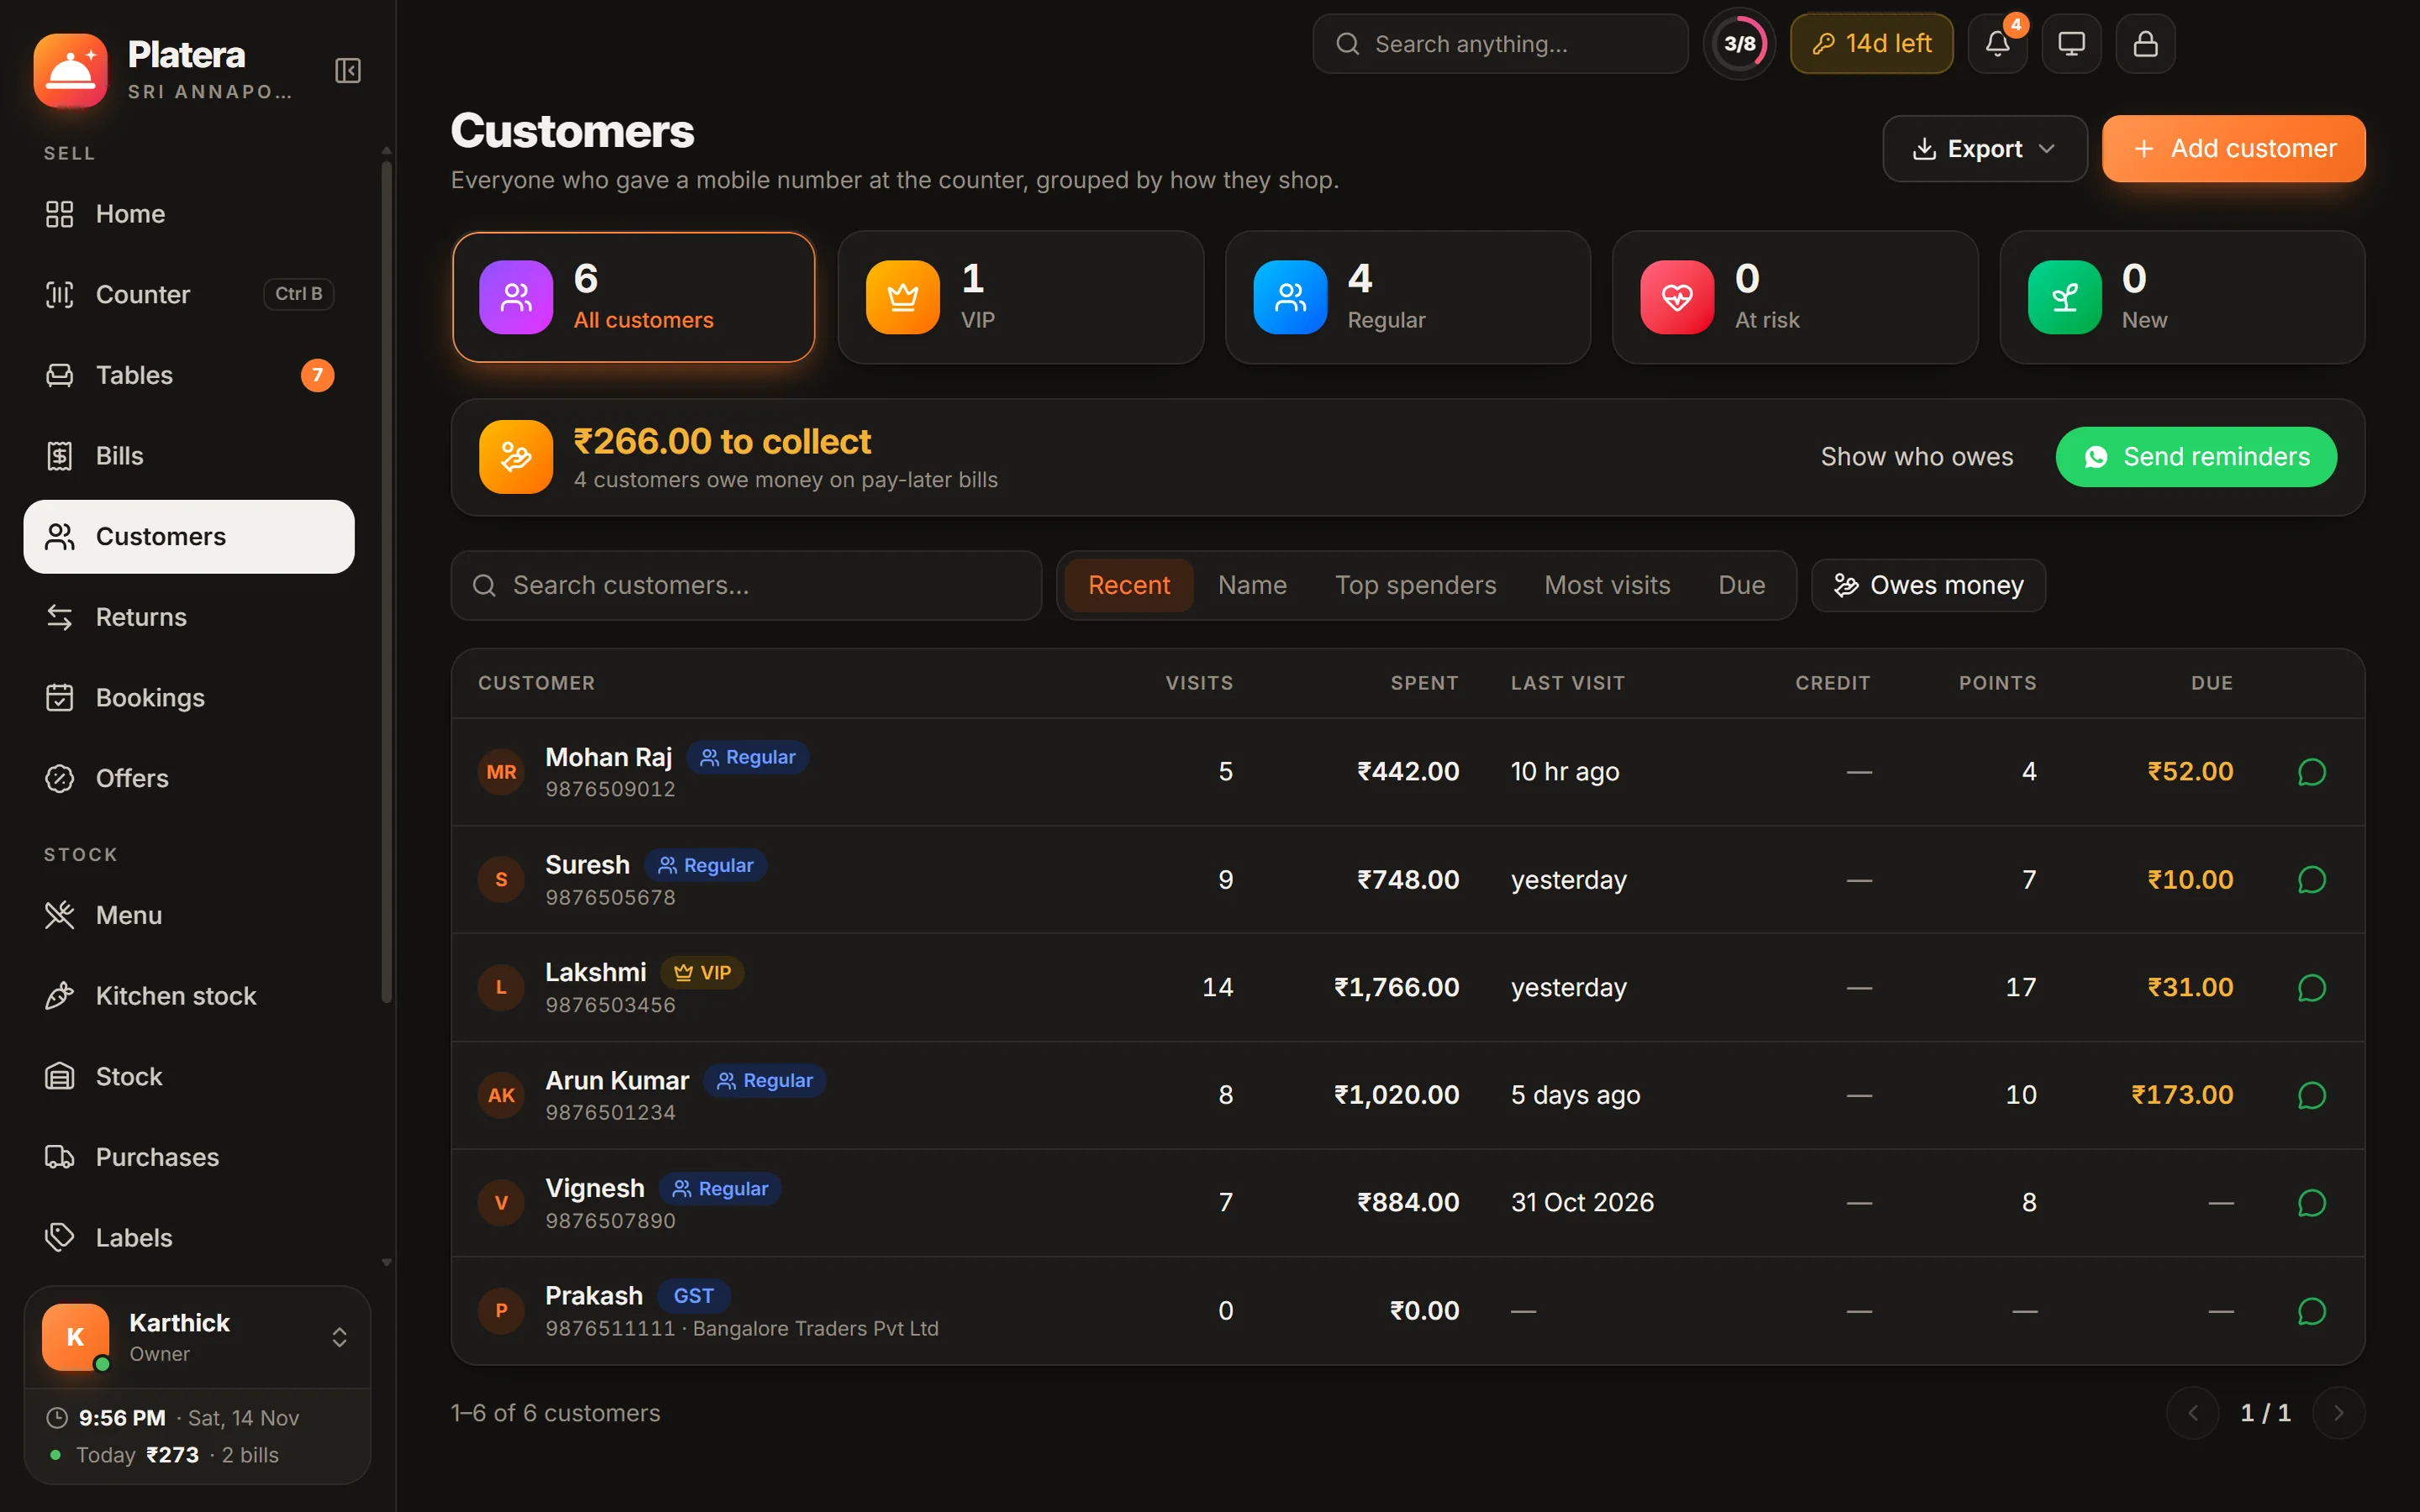 Platera
SRI ANNAPO...
SELL
Home
Counter Ctrl B
Tables 7
Bills
Customers
Returns
Bookings
Offers
STOCK
Menu
Kitchen stock
Stock
Purchases
Labels
K Karthick
Owner
9:56 PM · Sat, 14 Nov
Today ₹273 · 2 bills
Search anything...
3/8
14d left
4
Customers
Everyone who gave a mobile number at the counter, grouped by how they shop.
Export
Add customer
6
All customers
1
VIP
4
Regular
0
At risk
0
New
₹266.00 to collect
4 customers owe money on pay-later bills
Show who owes
Send reminders
Search customers...
Recent Name Top spenders Most visits Due
Owes money
CUSTOMER VISITS SPENT LAST VISIT CREDIT POINTS DUE
MR Mohan Raj Regular 5 ₹442.00 10 hr ago — 4 ₹52.00
9876509012
S Suresh Regular 9 ₹748.00 yesterday — 7 ₹10.00
9876505678
L Lakshmi VIP 14 ₹1,766.00 yesterday — 17 ₹31.00
9876503456
AK Arun Kumar Regular 8 ₹1,020.00 5 days ago — 10 ₹173.00
9876501234
V Vignesh Regular 7 ₹884.00 31 Oct 2026 — 8 —
9876507890
P Prakash GST 0 ₹0.00 — — — —
9876511111 · Bangalore Traders Pvt Ltd
1–6 of 6 customers
1 / 1